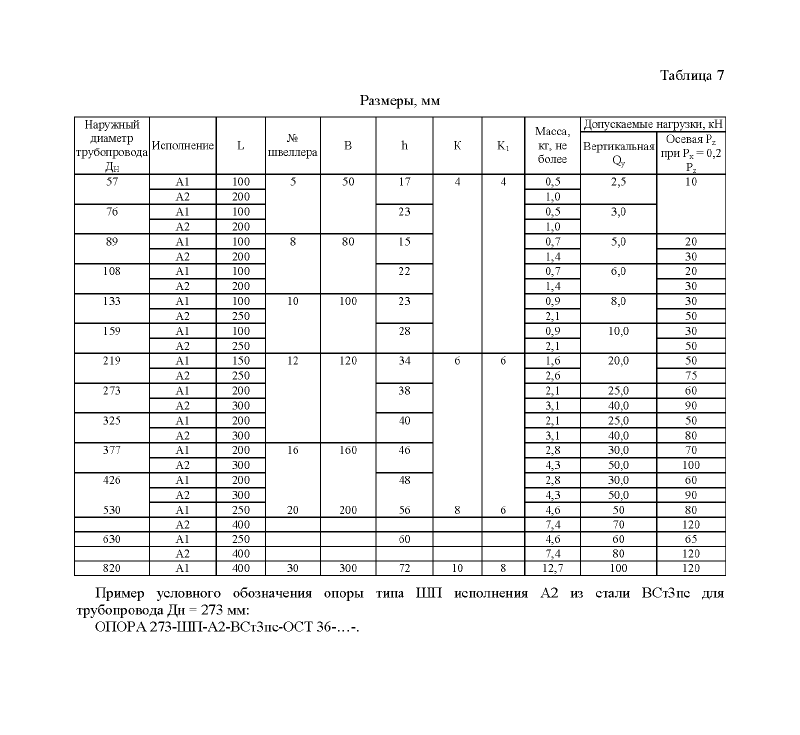 Таблица 7
Размеры, мм
Наружный диаметр трубопровода Дн Исполнение L № швеллера В h К К1 Масса, кг, не более Допускаемые нагрузки, кН
Вертикальная Qy Осевая Pz при Px = 0,2 Pz
57 А1 100 5 50 17 4 4 0,5 2,5 10
А2 200 1,0
76 А1 100 23 0,5 3,0
А2 200 1,0
89 А1 100 8 80 15 0,7 5,0 20
А2 200 1,4 30
108 А1 100 22 0,7 6,0 20
А2 200 1,4 30
133 А1 100 10 100 23 0,9 8,0 30
А2 250 2,1 50
159 А1 100 28 0,9 10,0 30
А2 250 2,1 50
219 А1 150 12 120 34 6 6 1,6 20,0 50
А2 250 2,6 75
273 А1 200 38 2,1 25,0 60
А2 300 3,1 40,0 90
325 А1 200 40 2,1 25,0 50
А2 300 3,1 40,0 80
377 А1 200 16 160 46 2,8 30,0 70
А2 300 4,3 50,0 100
426 А1 200 48 2,8 30,0 60
А2 300 4,3 50,0 90
530 А1 250 20 200 56 8 6 4,6 50 80
А2 400 7,4 70 120
630 А1 250 60 4,6 60 65
А2 400 7,4 80 120
820 А1 400 30 300 72 10 8 12,7 100 120
Пример условного обозначения опоры типа ШП исполнения А2 из стали ВСт3пс для
трубопровода Дн = 273 мм:
ОПОРА 273-ШП-А2-ВСт3пс-ОСТ 36-…-.